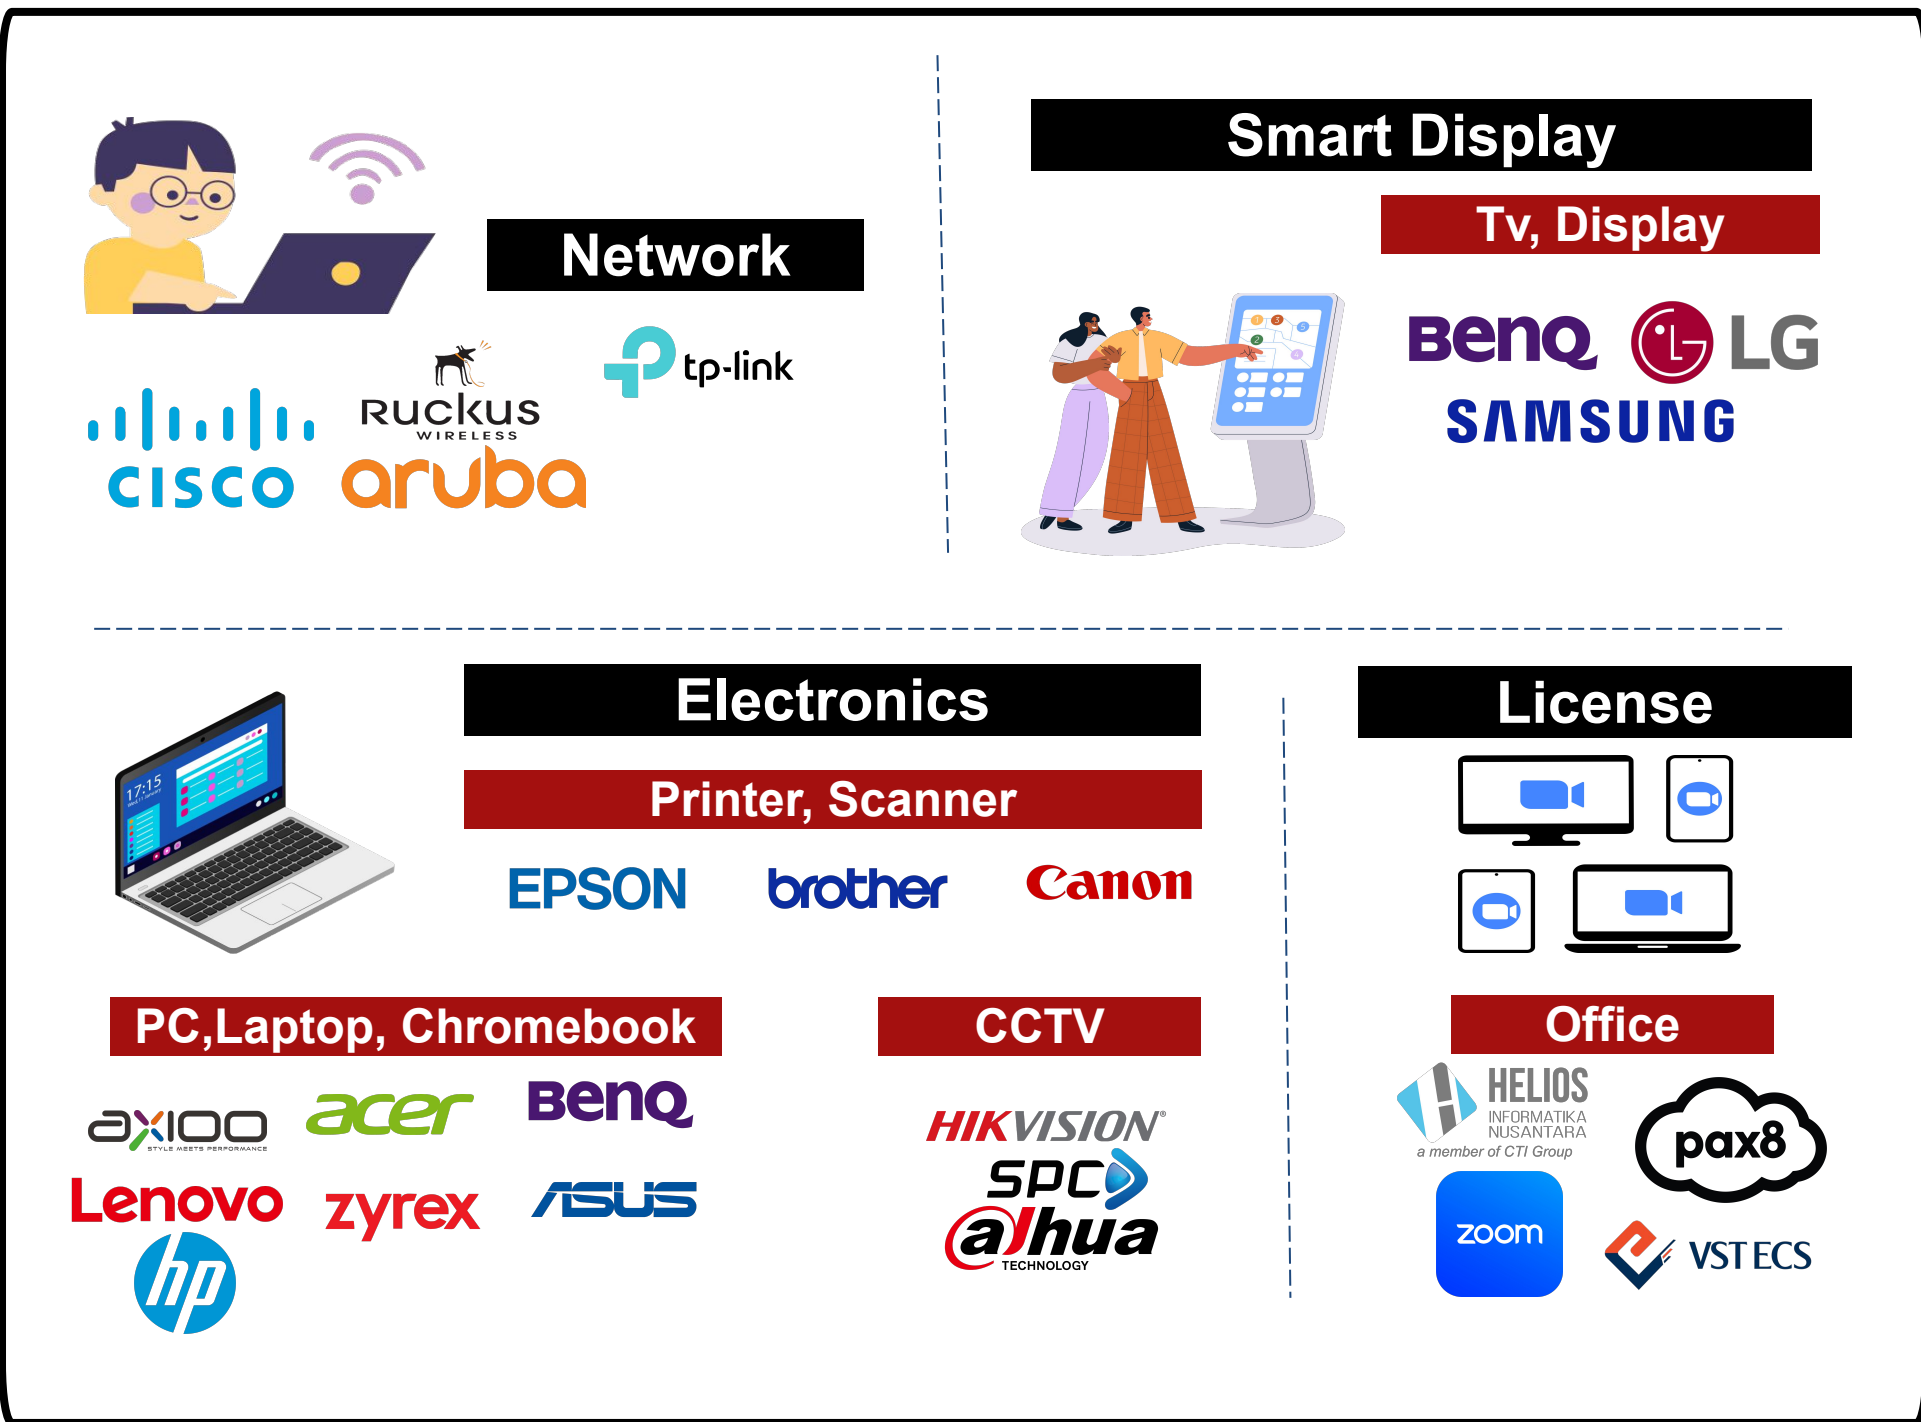 Network
RUCKUS
WIRELESS
tp-link
CISCO
aruba
Smart Display
Tv, Display
BenQ
LG
SAMSUNG
Electronics
17:15
Printer, Scanner
EPSON
brother
Canon
PC,Laptop, Chromebook
axioo
STYLE MEETS PERFORMANCE
acer
BenQ
Lenovo
zyrex
ASUS
hp
CCTV
HIKVISION®
SPC
alhua
TECHNOLOGY
License
Office
HELIOS
INFORMATIKA
NUSANTARA
a member of CTI Group
pax8
zoom
VST ECS